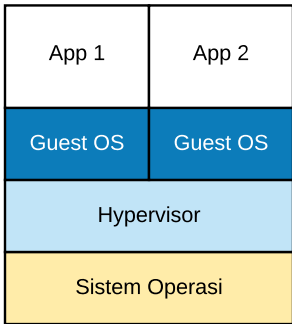 App 1 App 2
Guest OS Guest OS
Hypervisor
Sistem Operasi